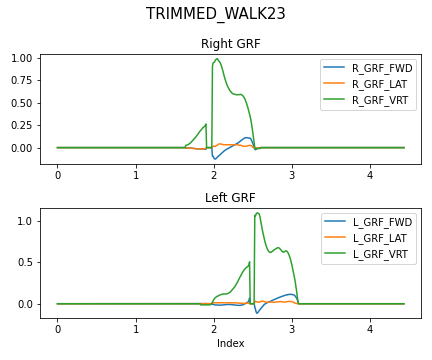 TRIMMED_WALK23
Right GRF
1.00
0.75
0.50
0.25
0.00
R_GRF_FWD
R_GRF_LAT
R_GRF_VRT
0 1 2 3 4
Left GRF
1.0
0.5
0.0
L_GRF_FWD
L_GRF_LAT
L_GRF_VRT
0 1 2 3 4
Index